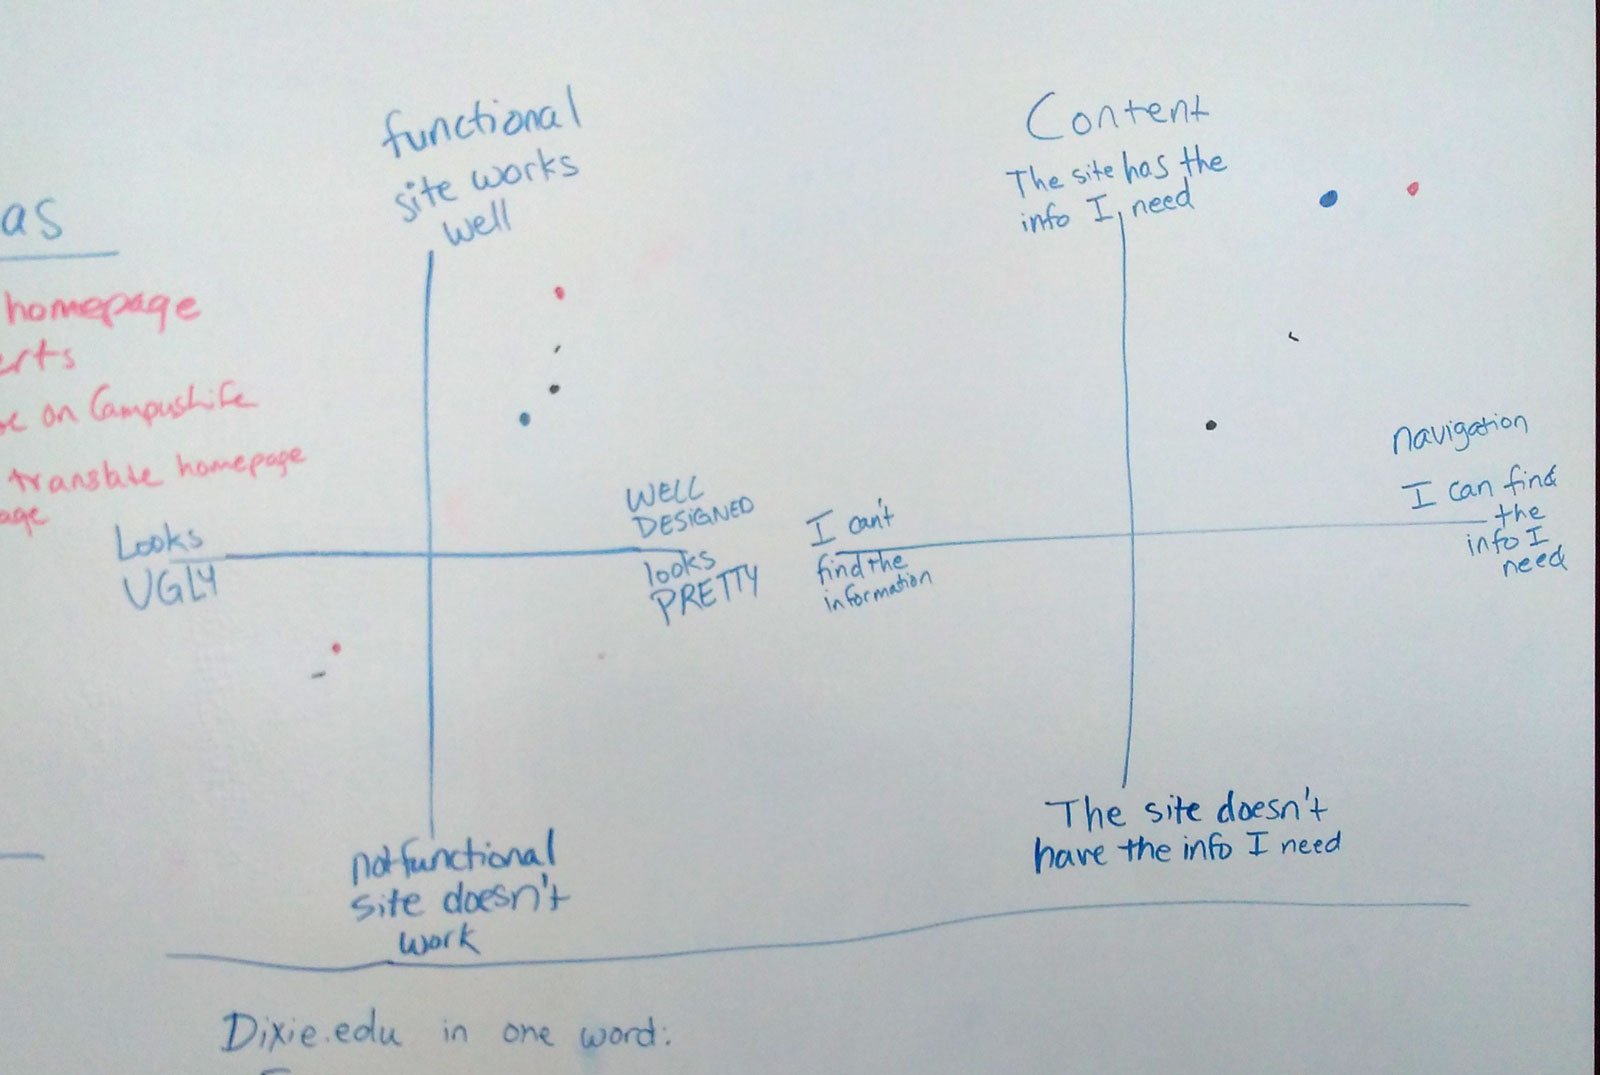 as
homepage
erts
on CampusLife
translate homepage
age
functional
site works
well
Looks
UGLY
WELL
DESIGNED
looks
PRETTY
not functional
site doesn't
work
Content
The site has the
info I need
I can't
find the
information
navigation
I can find
the
info I
need
The site doesn't
have the info I need
Dixie.edu in one word: